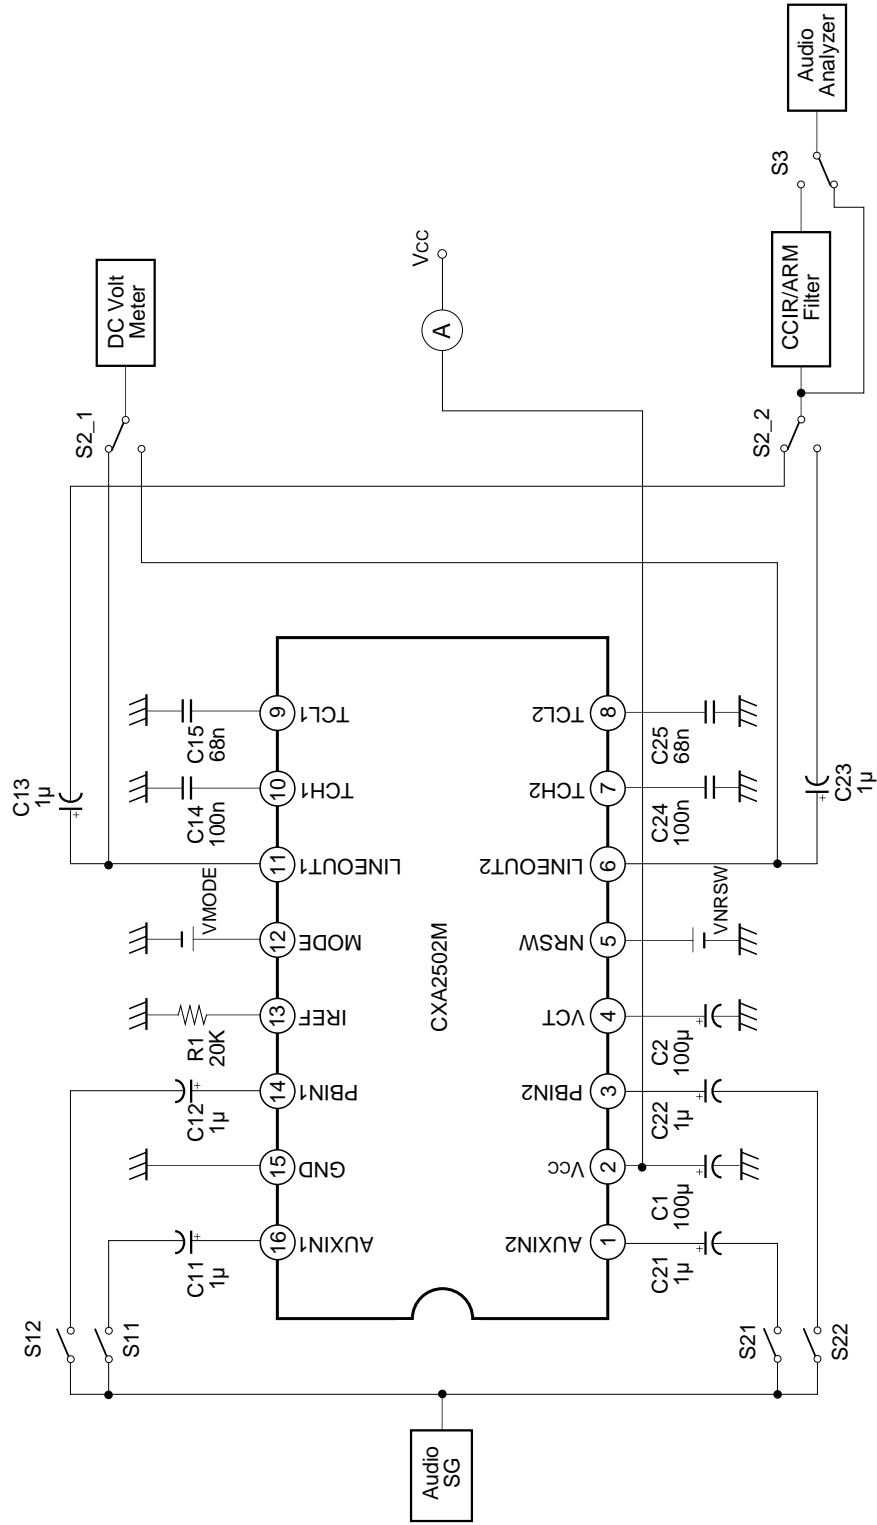 Audio
SG
S12
S11
S21
S22
C11
1µ
C12
1µ
R1
20K
VMODE
C14
100n
C15
68n
C13
1µ
16
15
14
13
12
11
10
9
AUXIN1
GND
PBIN1
IREF
MODE
LINEOUT1
TCH1
TCL1
CXA2502M
AUXIN2
Vcc
PBIN2
VCT
NRSW
LINEOUT2
TCH2
TCL2
1
2
3
4
5
6
7
8
C21
1µ
C1
100µ
C22
1µ
C2
100µ
VNRSW
C24
100n
C25
68n
C23
1µ
S2_1
DC Volt
Meter
A
Vcc
S2_2
CCIR/ARM
Filter
S3
Audio
Analyzer